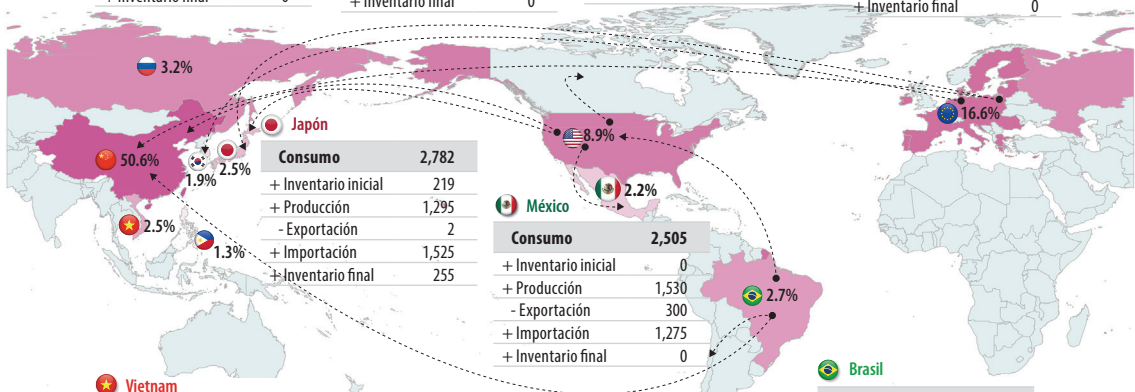 + Inventario final 0
+ Inventario final 0
+ Inventario final 0
3.2%
50.6%
1.9%
2.5%
2.5%
1.3%
8.9%
2.2%
2.7%
16.6%
Japón
Consumo 2,782
+ Inventario inicial 219
+ Producción 1,295
- Exportación 2
+ Importación 1,525
+ Inventario final 255
México
Consumo 2,505
+ Inventario inicial 0
+ Producción 1,530
- Exportación 300
+ Importación 1,275
+ Inventario final 0
Vietnam
Brasil